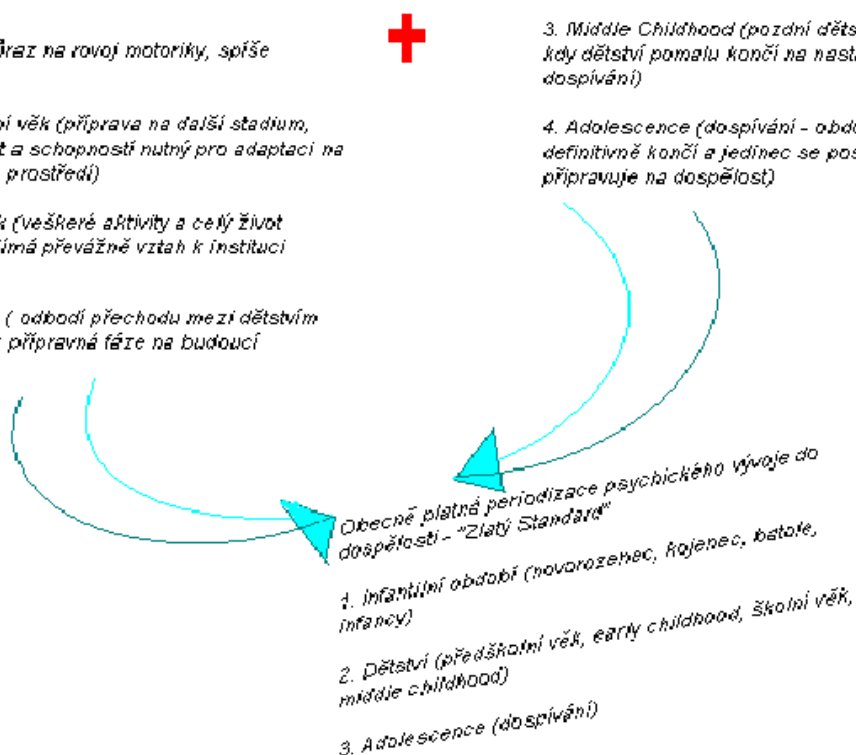 ůraz na rovoj motoriky, spíše
ní věk (příprava na další stadium,
t a schopností nutný pro adaptaci na
prostředí)
k (veškeré aktivity a celý život
ímá převážně vztah k instituci
( odbodí přechodu mezi dětstvím
přípravná fáze na budoucí
3. Middle Childhood (pozdní děts
kdy dětství pomalu končí na nasta
dospívání)
4. Adolescence (dospívání - obdo
definitivně končí a jedinec se pos
připravuje na dospělost)
Obecně platná periodizace psychického vývoje do
dospělosti - "Zlatý Standard"
1. Infantilní období (novorozenec, kojenec, batole,
infancy)
2. Dětství (předškolní věk, early childhood, školní věk,
middle childhood)
3. Adolescence (dospívání)